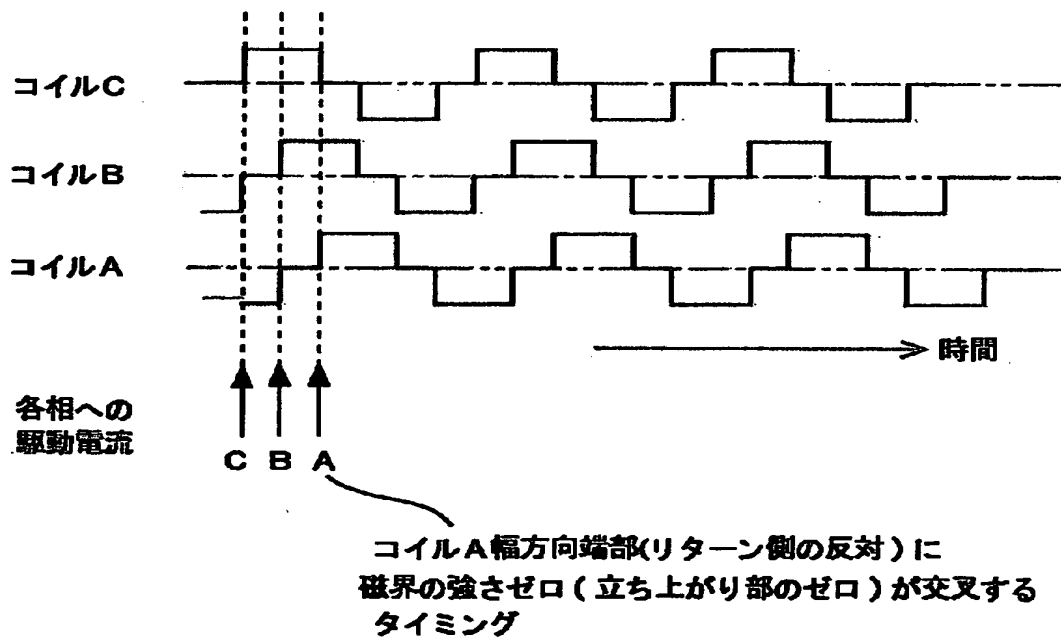 コイルC
コイルB
コイルA
時間
各相への
駆動電流
C B A
コイルA幅方向端部(リターン側の反対)に
磁界の強さゼロ(立ち上がり部のゼロ)が交叉する
タイミング